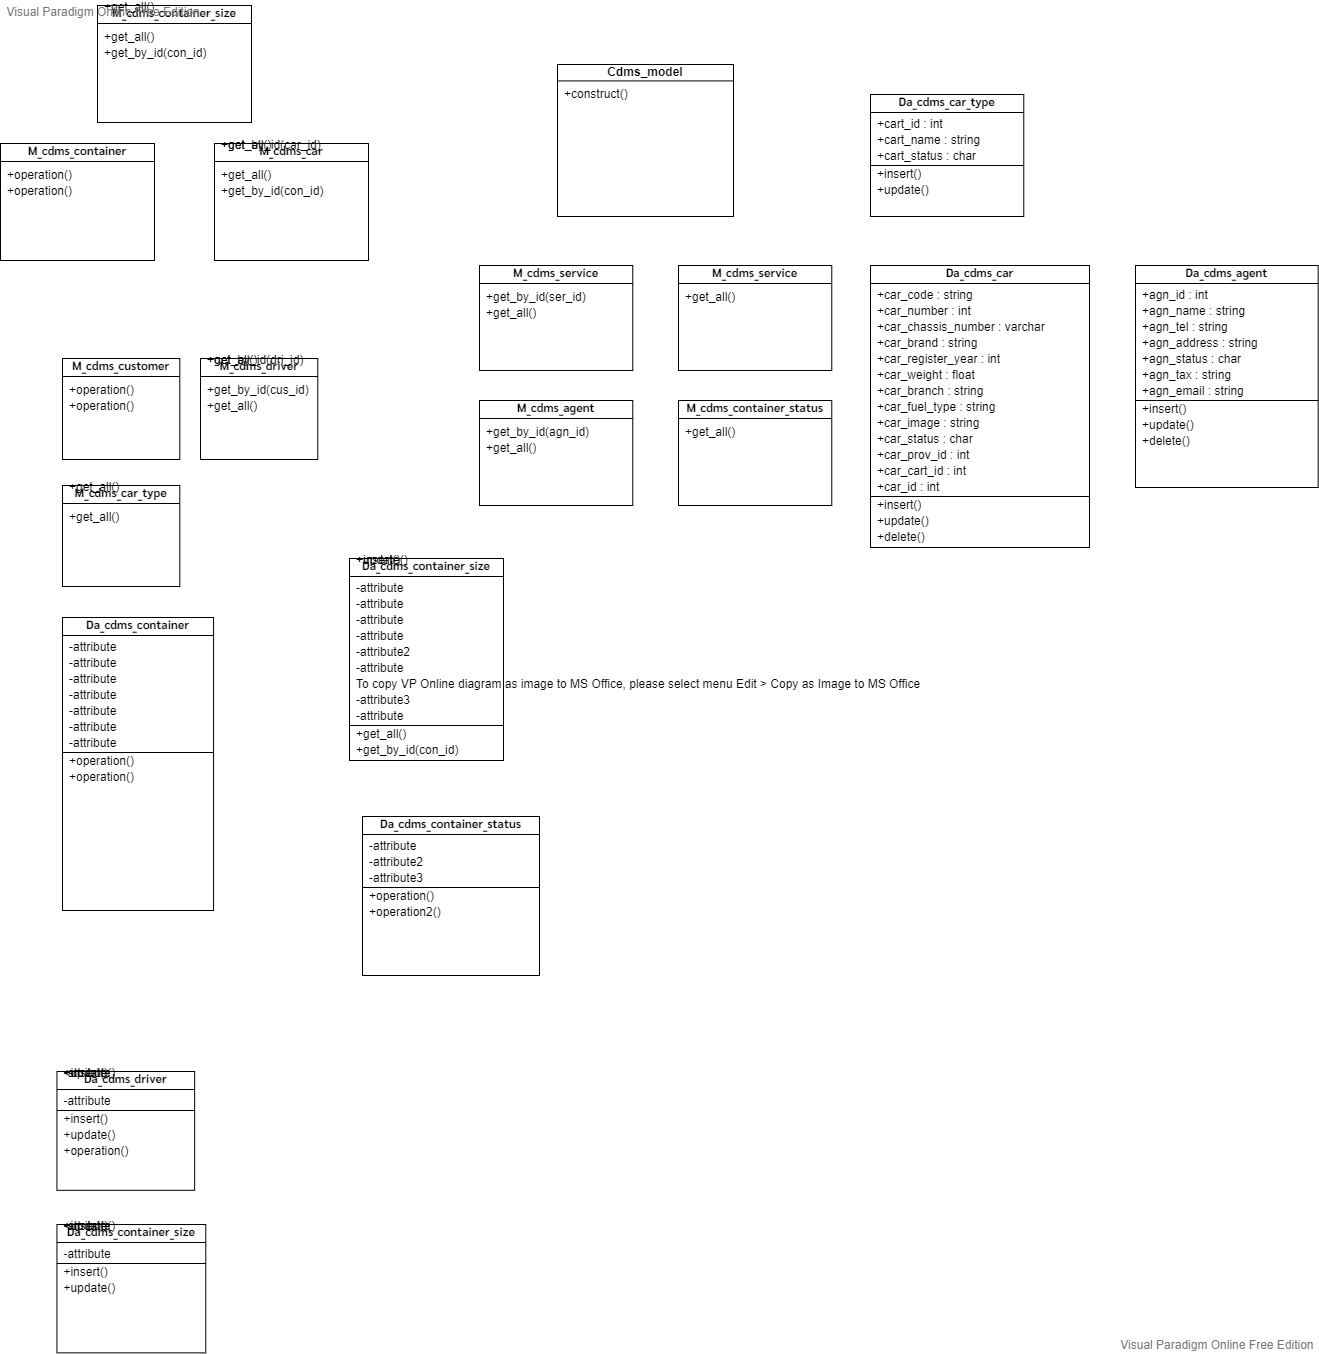 Visual Paradigm Online Free Edition
+get_all()
M_cdms_container_size
+get_all()
+get_by_id(con_id)
Cdms_model
+construct()
Da_cdms_car_type
+cart_id : int
+cart_name : string
+cart_status : char
+insert()
+update()
M_cdms_container
+operation()
+operation()
M_cdms_car
+get_all()
+get_by_id(con_id)
M_cdms_service
+get_by_id(ser_id)
+get_all()
M_cdms_service
+get_all()
Da_cdms_car
+car_code : string
+car_number : int
+car_chassis_number : varchar
+car_brand : string
+car_register_year : int
+car_weight : float
+car_branch : string
+car_fuel_type : string
+car_image : string
+car_status : char
+car_prov_id : int
+car_cart_id : int
+car_id : int
+insert()
+update()
+delete()
Da_cdms_agent
+agn_id : int
+agn_name : string
+agn_tel : string
+agn_address : string
+agn_status : char
+agn_tax : string
+agn_email : string
+insert()
+update()
+delete()
M_cdms_customer
+operation()
+operation()
M_cdms_driver
+get_by_id(cus_id)
+get_all()
M_cdms_agent
+get_by_id(agn_id)
+get_all()
M_cdms_container_status
+get_all()
+get_all()
M_cdms_car_type
+get_all()
Da_cdms_container_size
-attribute
-attribute
-attribute
-attribute
-attribute2
-attribute
To copy VP Online diagram as image to MS Office, please select menu Edit > Copy as Image to MS Office
-attribute3
-attribute
+get_all()
+get_by_id(con_id)
Da_cdms_container
-attribute
-attribute
-attribute
-attribute
-attribute
-attribute
-attribute
+operation()
+operation()
Da_cdms_container_status
-attribute
-attribute2
-attribute3
+operation()
+operation2()
Da_cdms_driver
-attribute
+insert()
+update()
+operation()
Da_cdms_container_size
-attribute
+insert()
+update()
Visual Paradigm Online Free Edition